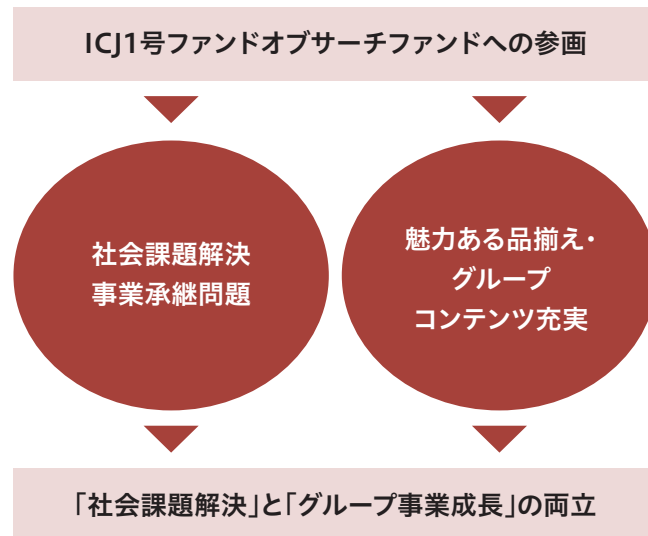 ICJ1号ファンドオブサーチファンドへの参画
社会課題解決
事業承継問題
魅力ある品揃え・
グループ
コンテンツ充実
「社会課題解決」と「グループ事業成長」の両立